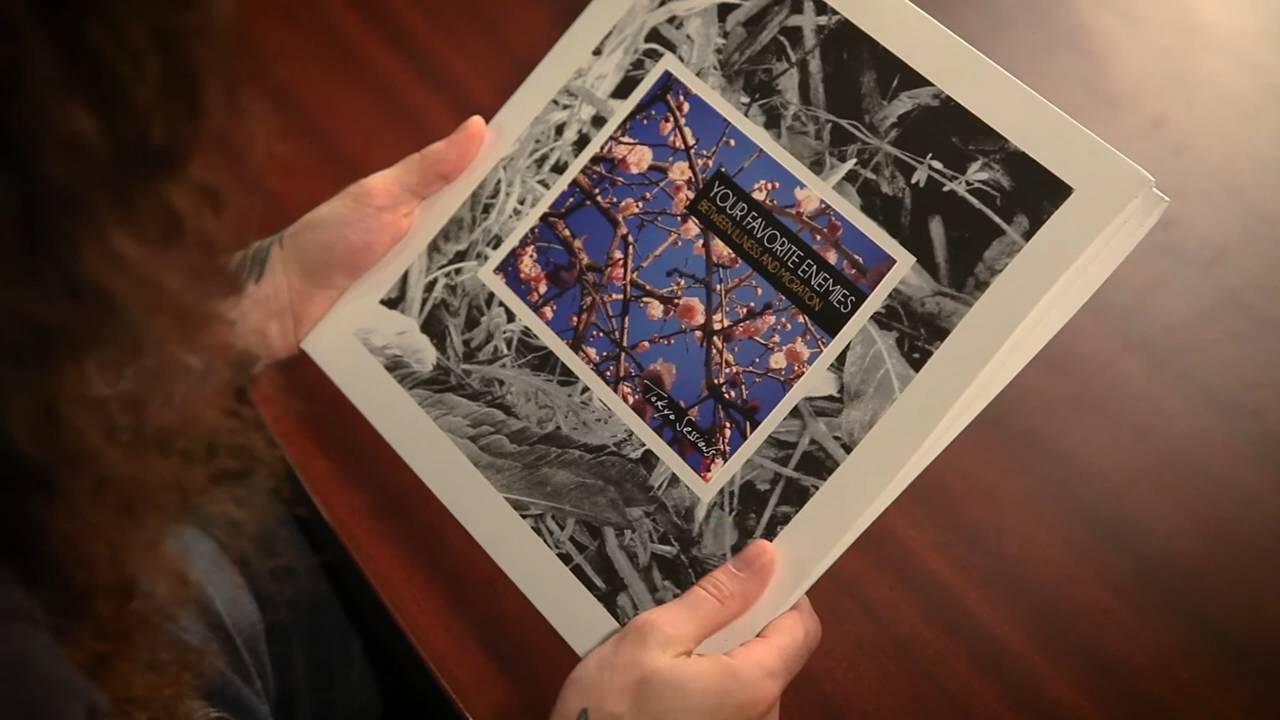 YOUR FAVORITE ENEMIES
BETWEEN ILLNESS AND MIGRATION
Tokyo Sessions